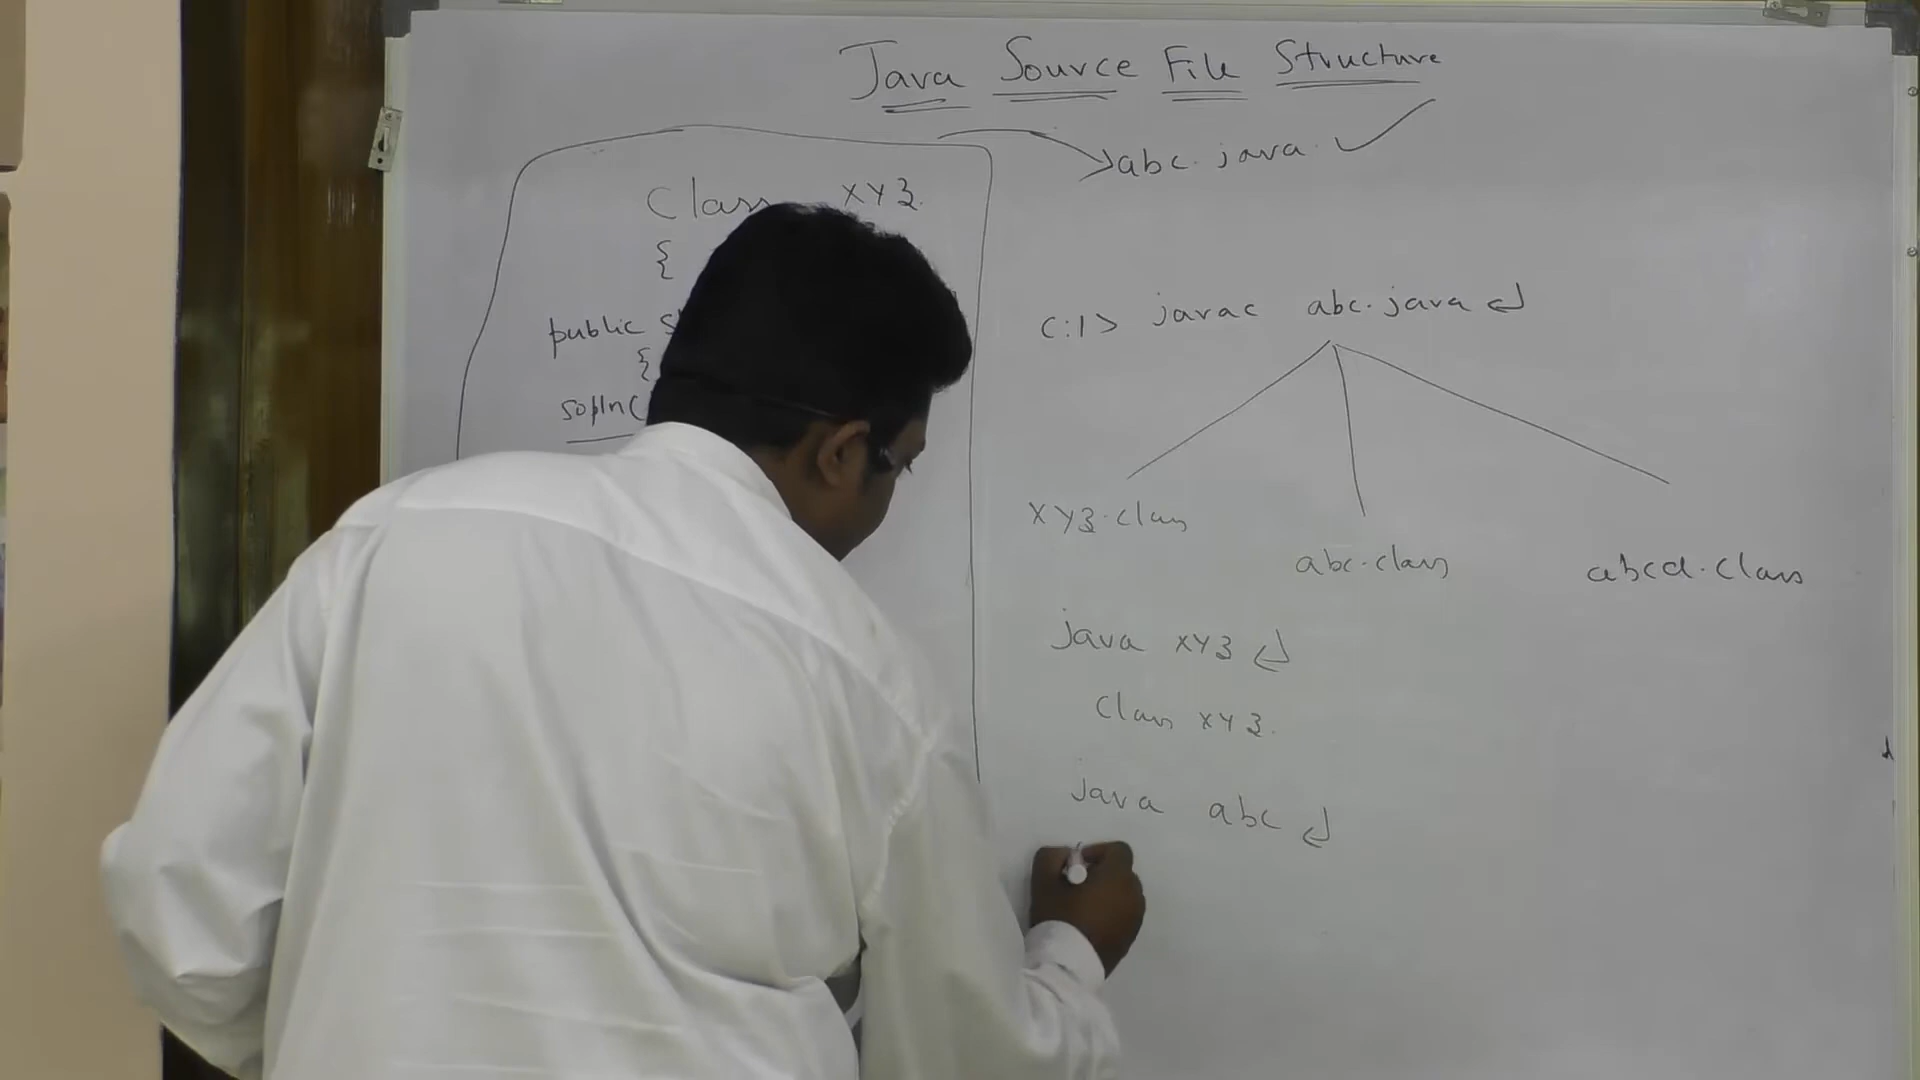 Java Source File Structure
Class XYZ
{
public s
{
sopln(
abc.java
C:\> javac abc.java
XYZ.class
abc.class
abcd.class
java XYZ
Class XYZ
java abc